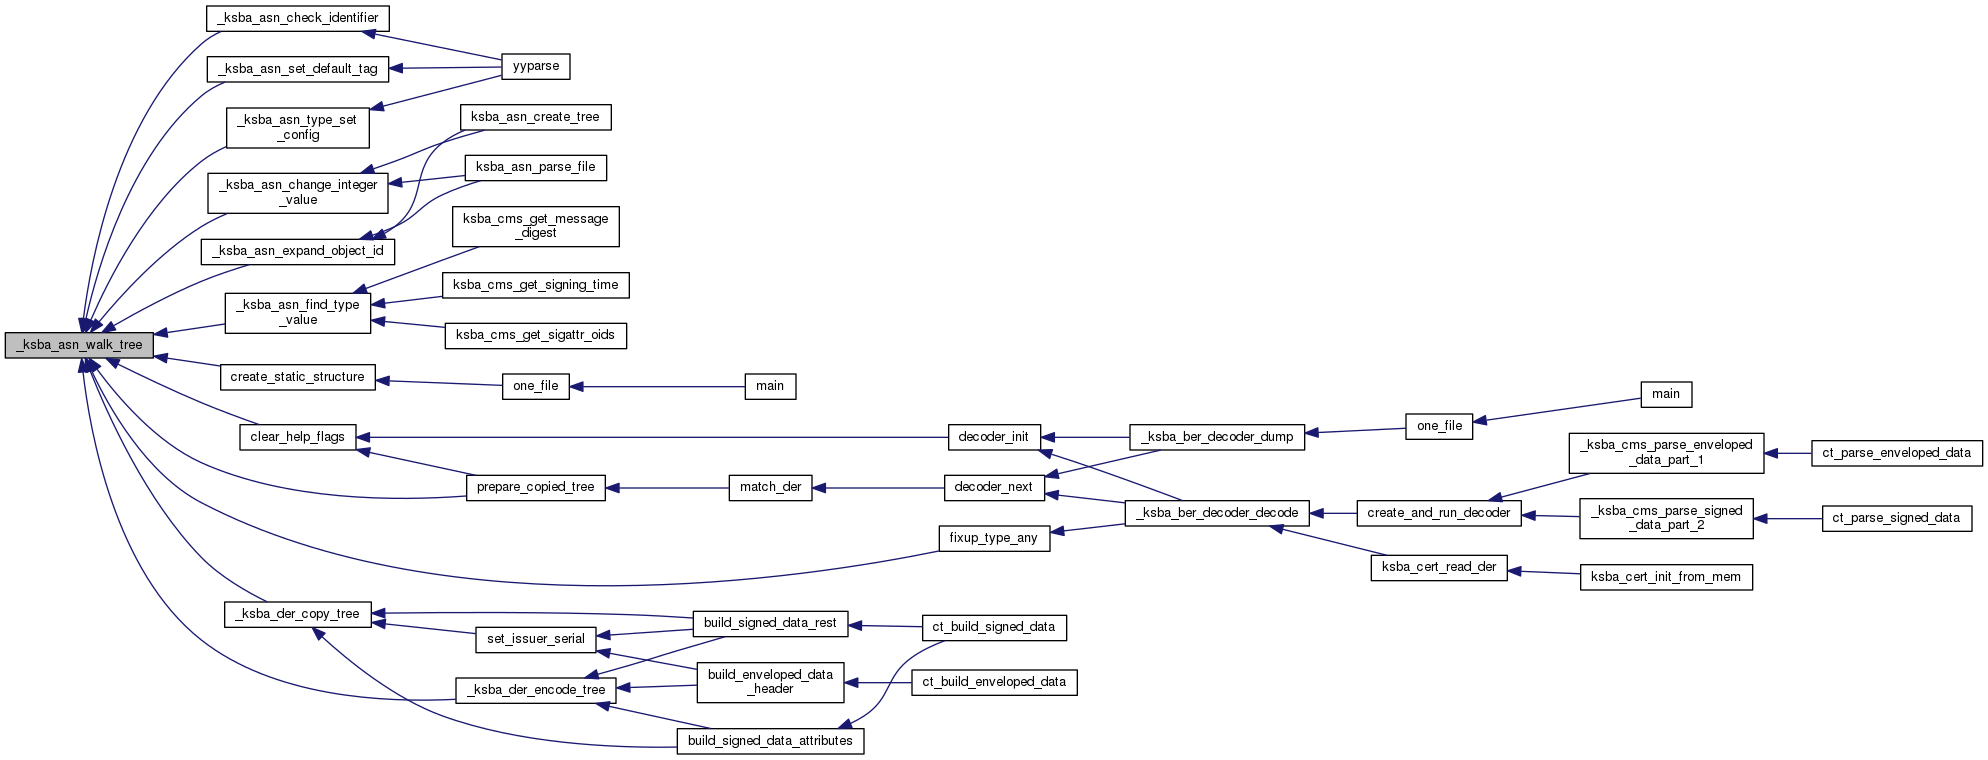 _ksba_asn_check_identifier
_ksba_asn_set_default_tag
yyparse
_ksba_asn_type_set
_config
ksba_asn_create_tree
_ksba_asn_change_integer
_value
ksba_asn_parse_file
_ksba_asn_expand_object_id
ksba_cms_get_message
_digest
_ksba_asn_find_type
_value
ksba_cms_get_signing_time
ksba_cms_get_sigattr_oids
_ksba_asn_walk_tree
create_static_structure
one_file
main
clear_help_flags
decoder_init
_ksba_ber_decoder_dump
one_file
main
prepare_copied_tree
match_der
decoder_next
_ksba_ber_decoder_decode
create_and_run_decoder
_ksba_cms_parse_enveloped
_data_part_1
ct_parse_enveloped_data
_ksba_cms_parse_signed
_data_part_2
ct_parse_signed_data
fixup_type_any
ksba_cert_read_der
ksba_cert_init_from_mem
_ksba_der_copy_tree
set_issuer_serial
build_signed_data_rest
ct_build_signed_data
_ksba_der_encode_tree
build_enveloped_data
_header
ct_build_enveloped_data
build_signed_data_attributes